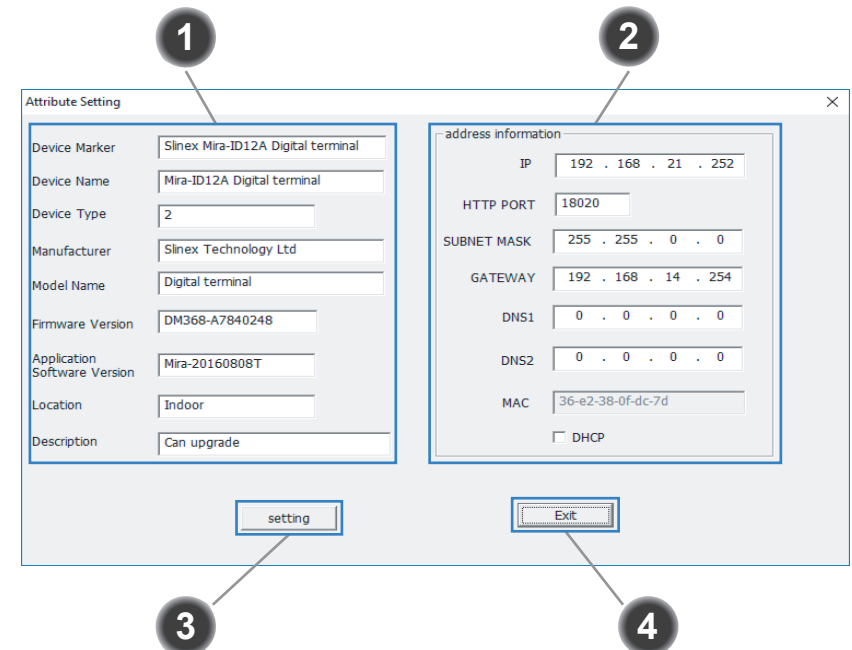 1
2
Attribute Setting
Device Marker Slinex Mira-ID12A Digital terminal
Device Name Mira-ID12A Digital terminal
Device Type 2
Manufacturer Slinex Technology Ltd
Model Name Digital terminal
Firmware Version DM368-A7840248
Application
Software Version Mira-20160808T
Location Indoor
Description Can upgrade
address information
IP 192 . 168 . 21 . 252
HTTP PORT 18020
SUBNET MASK 255 . 255 . 0 . 0
GATEWAY 192 . 168 . 14 . 254
DNS1 0 . 0 . 0 . 0
DNS2 0 . 0 . 0 . 0
MAC 36-e2-38-0f-dc-7d
DHCP
setting
Exit
3
4